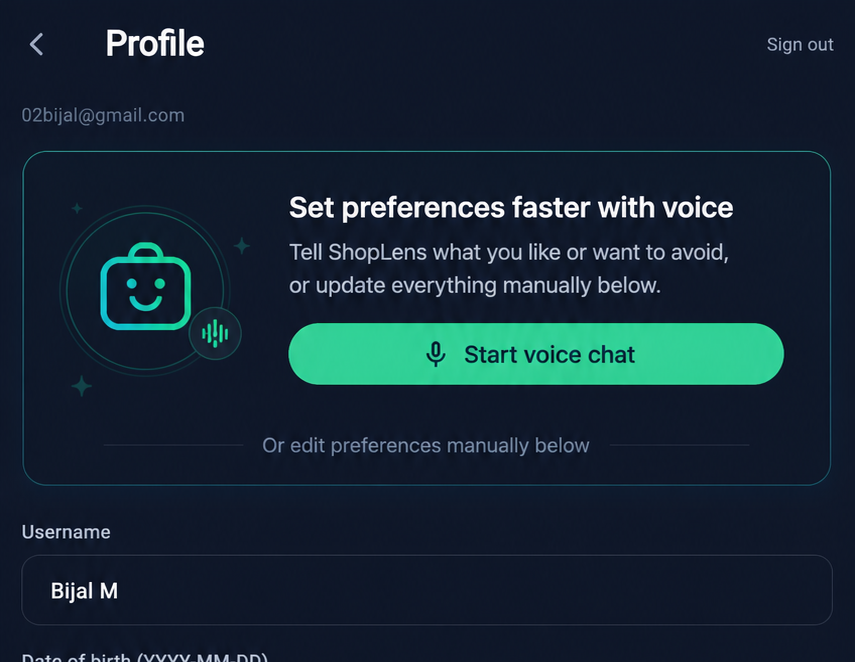 Profile
Sign out
02bijal@gmail.com
Set preferences faster with voice
Tell ShopLens what you like or want to avoid,
or update everything manually below.
Start voice chat
Or edit preferences manually below
Username
Bijal M
Date of birth (YYYY-MM-DD)